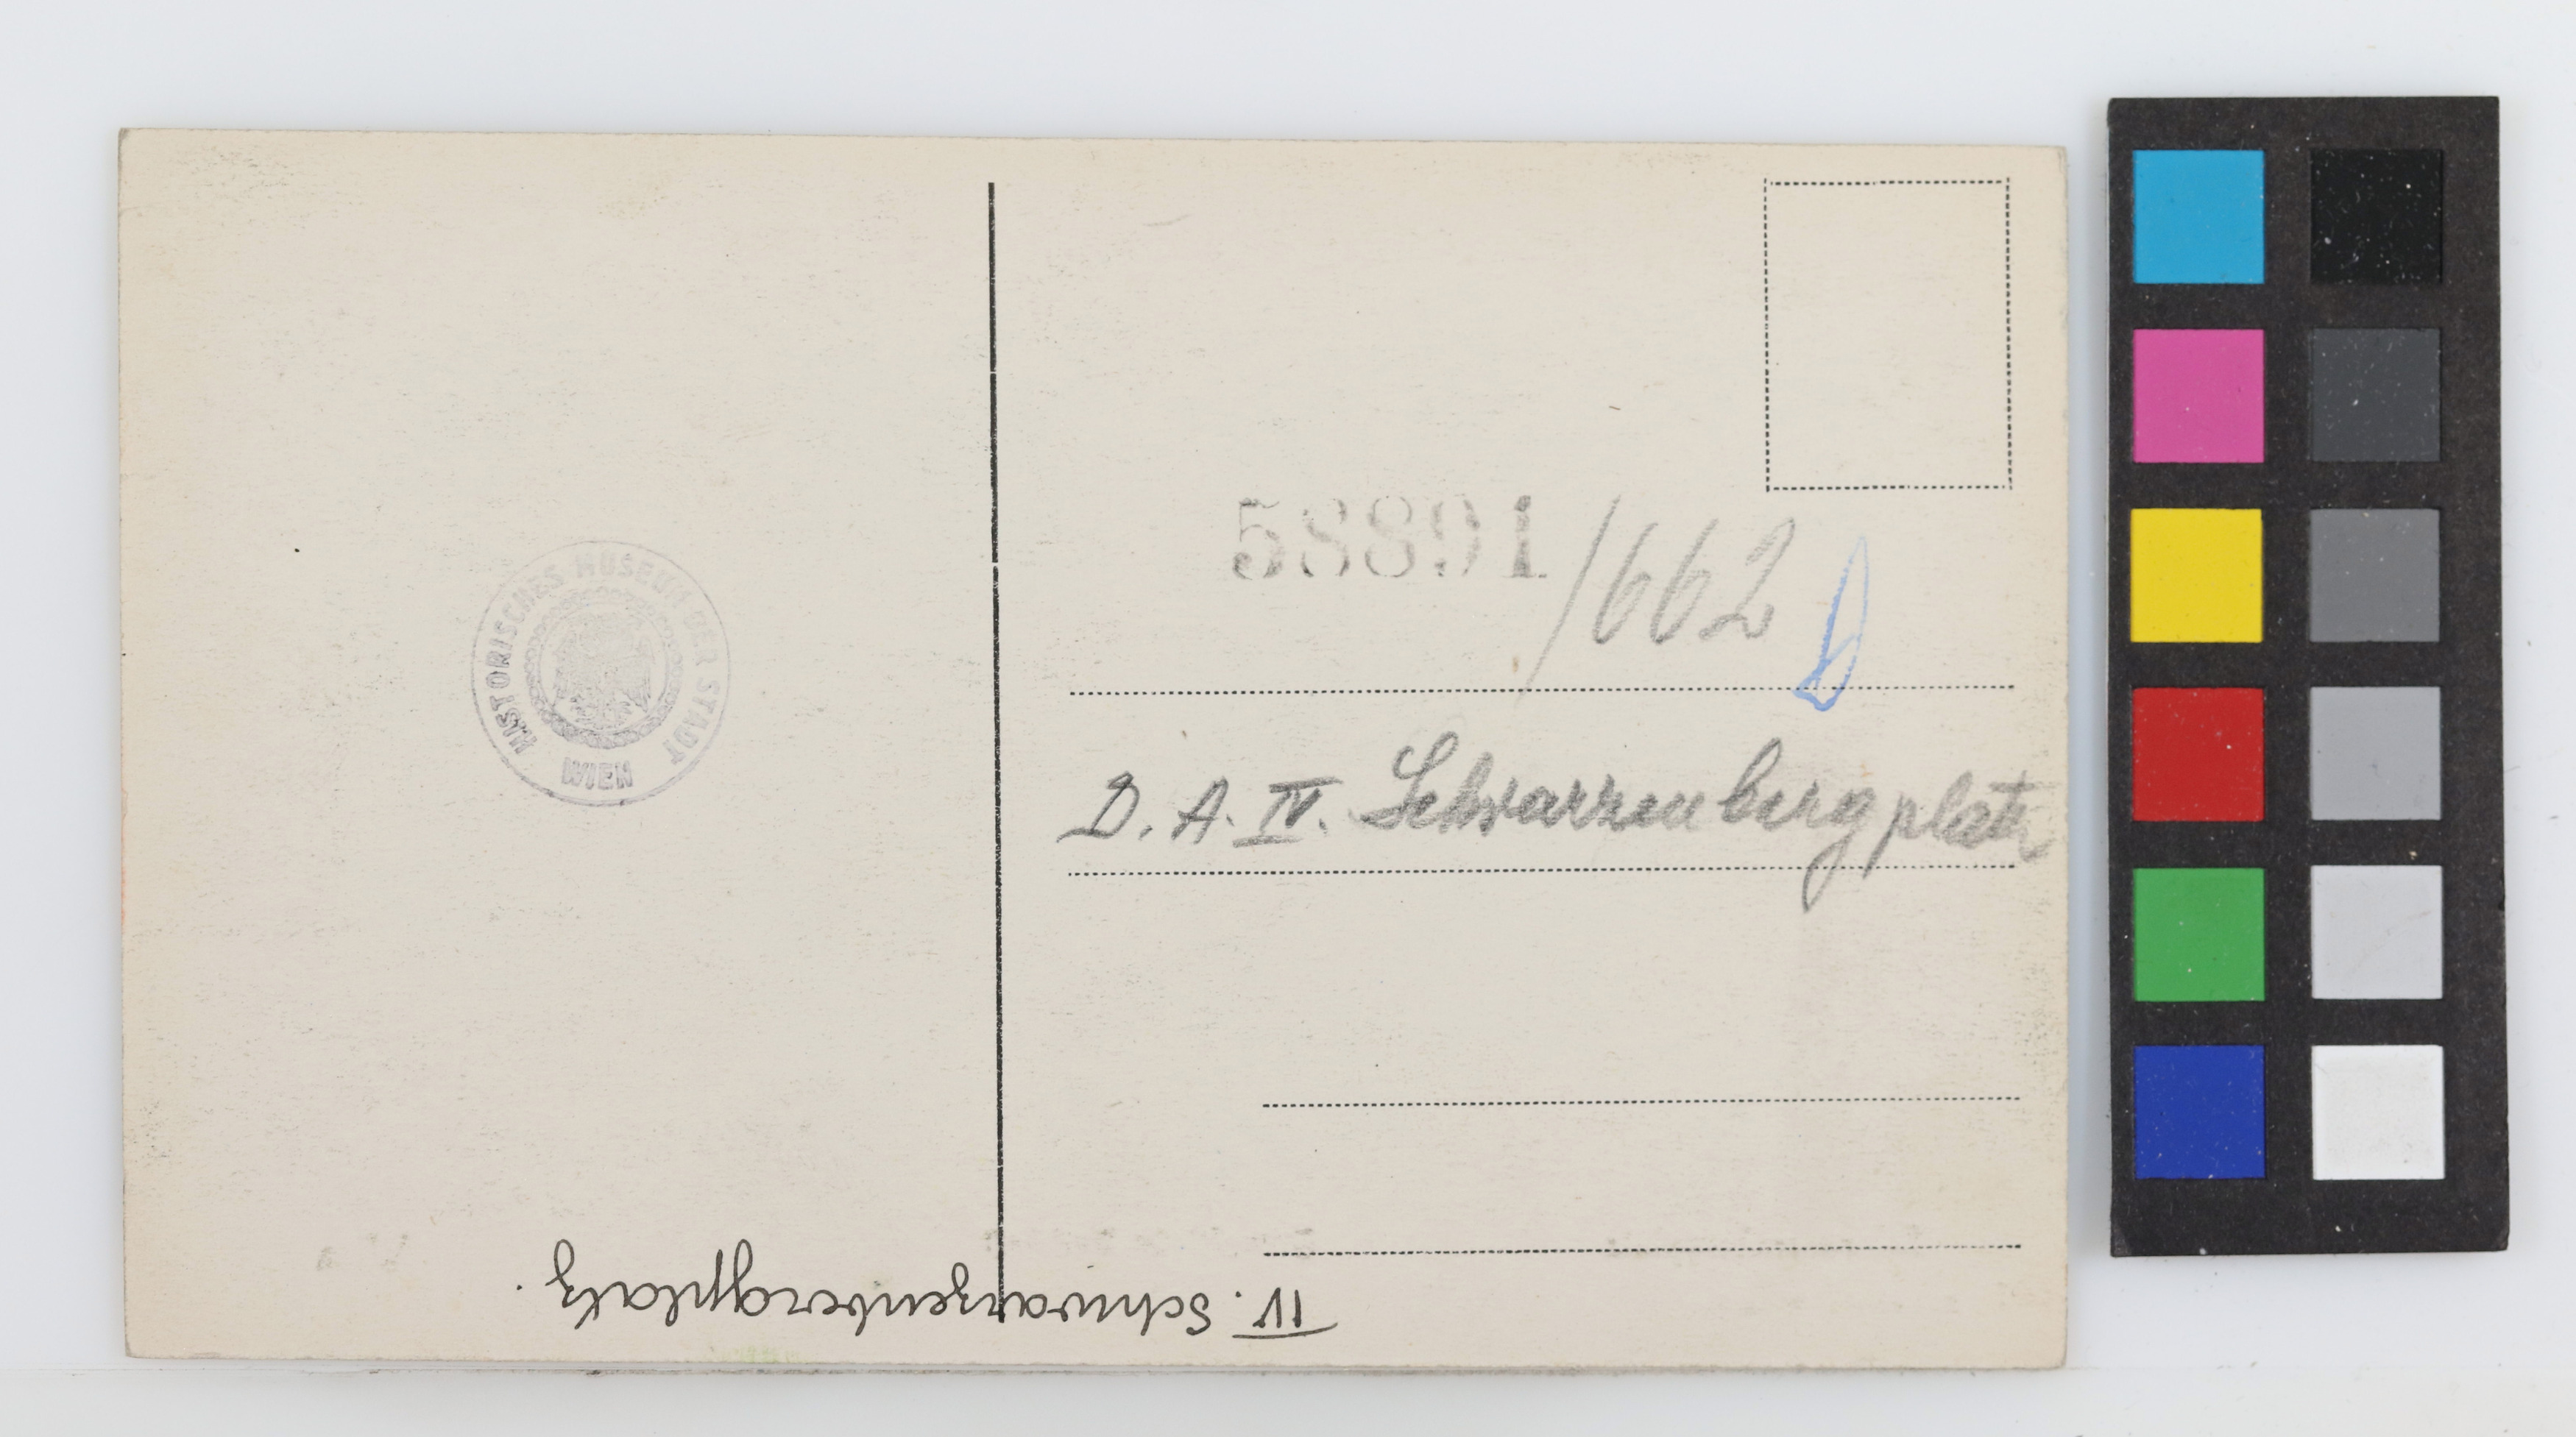 HISTORISCHES MUSEUM DER STADT
WIEN
58891/662
D. A. IV. Schwarzenbergplatz
IV. Schwarzenbergplatz.